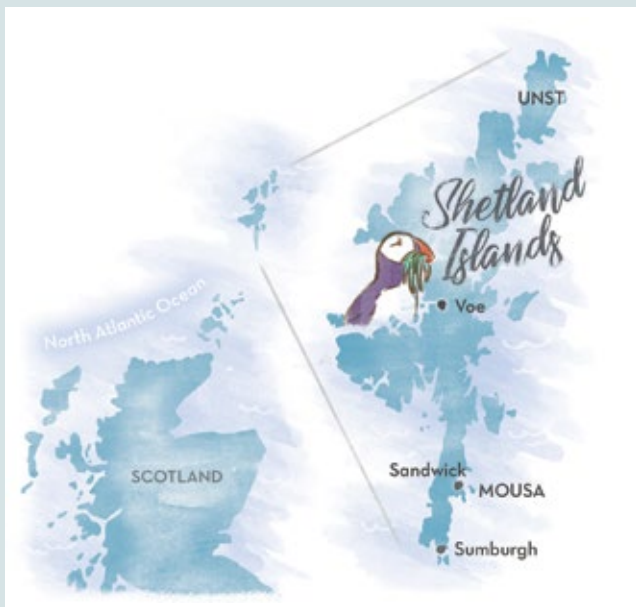 UNST
Shetland
Islands
Voe
North Atlantic Ocean
SCOTLAND
Sandwick
MOUSA
Sumburgh